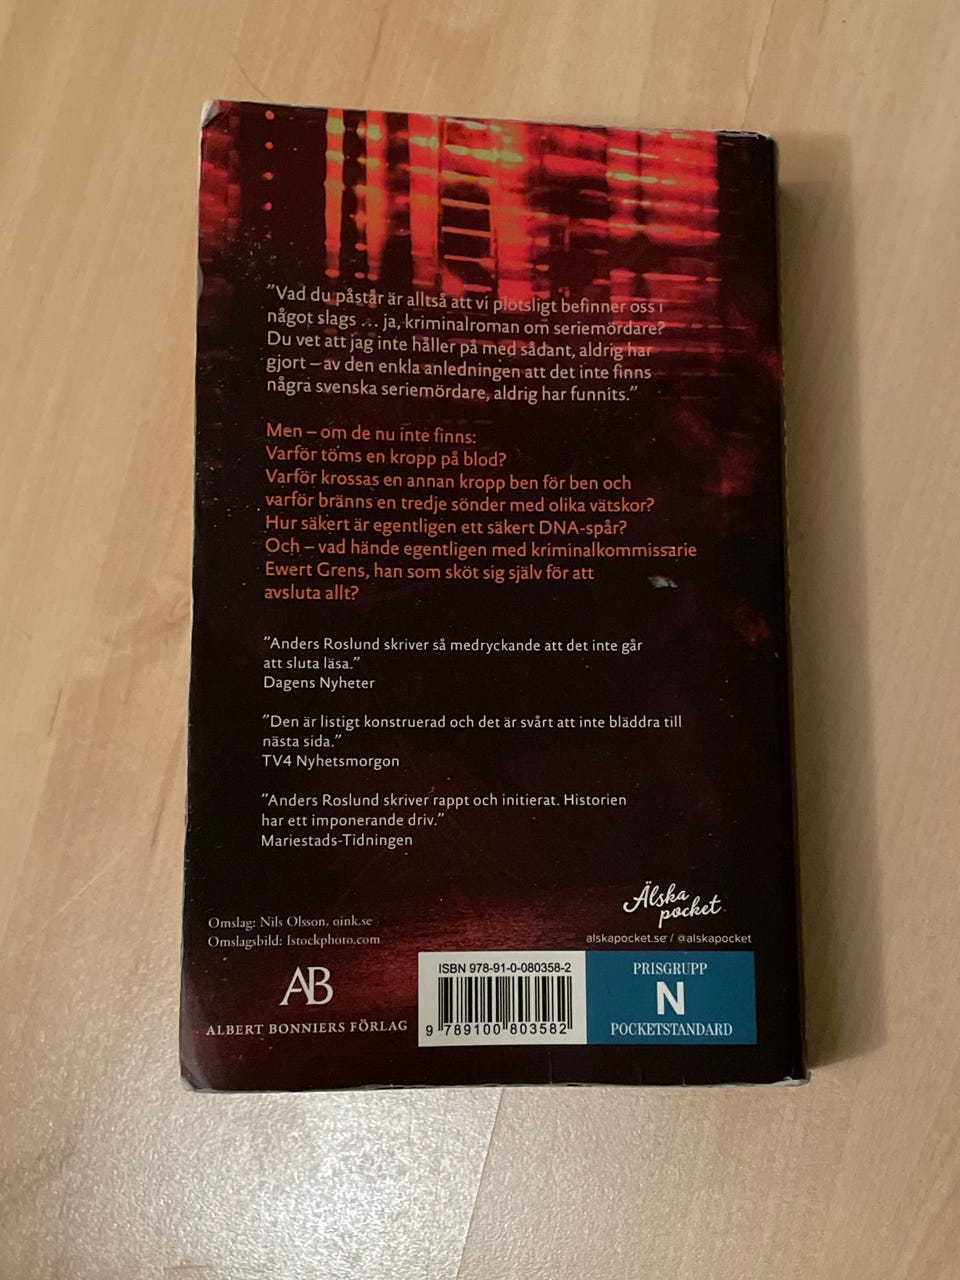 ”Vad du påstår är alltså att vi plötsligt befinner oss i
något slags ... ja, kriminalroman om seriemördare?
Du vet att jag inte håller på med sådant, aldrig har
gjort – av den enkla anledningen att det inte finns
några svenska seriemördare, aldrig har funnits.”
Men – om de nu inte finns:
Varför töms en kropp på blod?
Varför krossas en annan kropp ben för ben och
varför bränns en tredje sönder med olika vätskor?
Hur säkert är egentligen ett säkert DNA-spår?
Och – vad hände egentligen med kriminalkommissarie
Ewert Grens, han som sköt sig själv för att
avsluta allt?
”Anders Roslund skriver så medryckande att det inte går
att sluta läsa.”
Dagens Nyheter
”Den är listigt konstruerad och det är svårt att inte bläddra till
nästa sida.”
TV4 Nyhetsmorgon
”Anders Roslund skriver rappt och initierat. Historien
har ett imponerande driv.”
Mariestads-Tidningen
Älska
pocket
alskapocket.se / @alskapocket
Omslag: Nils Olsson, oink.se
Omslagsbild: Istockphoto.com
AB
ALBERT BONNIERS FÖRLAG
ISBN 978-91-0-080358-2
9 789100 803582
PRISGRUPP
N
POCKETSTANDARD